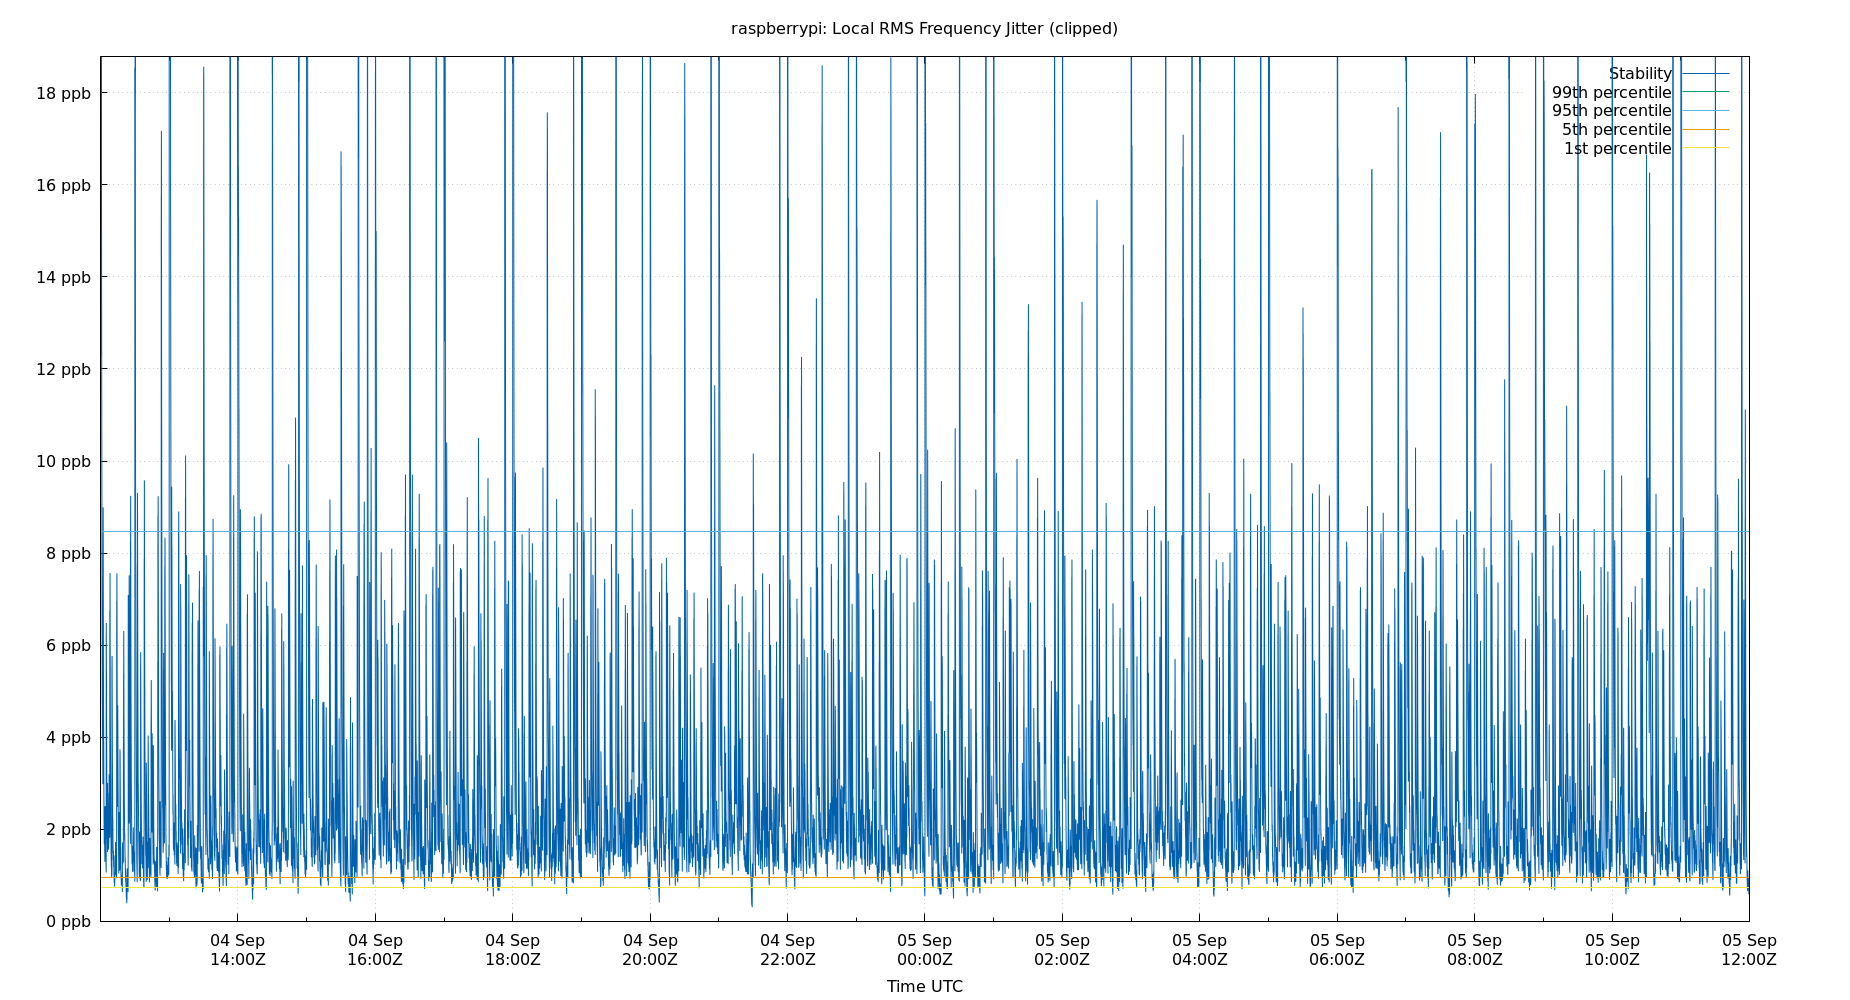 raspberrypi: Local RMS Frequency Jitter (clipped)
Stability
99th percentile
95th percentile
5th percentile
1st percentile
18 ppb
16 ppb
14 ppb
12 ppb
10 ppb
8 ppb
6 ppb
4 ppb
2 ppb
0 ppb
04 Sep 04 Sep 04 Sep 04 Sep 04 Sep 05 Sep 05 Sep 05 Sep 05 Sep 05 Sep 05 Sep 05 Sep
14:00Z 16:00Z 18:00Z 20:00Z 22:00Z 00:00Z 02:00Z 04:00Z 06:00Z 08:00Z 10:00Z 12:00Z
Time UTC